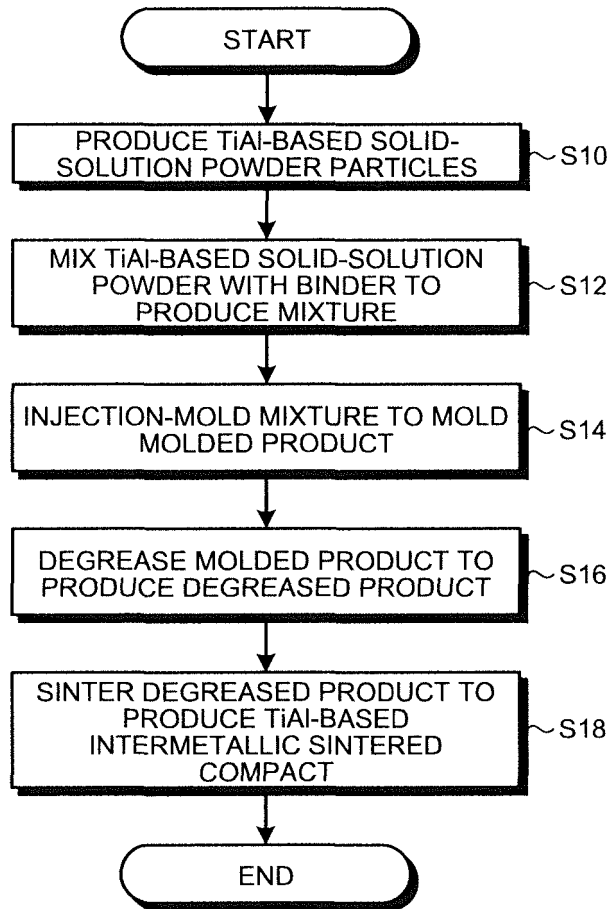 START
PRODUCE TiAl-BASED SOLID-
SOLUTION POWDER PARTICLES
S10
MIX TiAl-BASED SOLID-SOLUTION
POWDER WITH BINDER TO
PRODUCE MIXTURE
S12
INJECTION-MOLD MIXTURE TO MOLD
MOLDED PRODUCT
S14
DEGREASE MOLDED PRODUCT TO
PRODUCE DEGREASED PRODUCT
S16
SINTER DEGREASED PRODUCT TO
PRODUCE TiAl-BASED
INTERMETALLIC SINTERED
COMPACT
S18
END